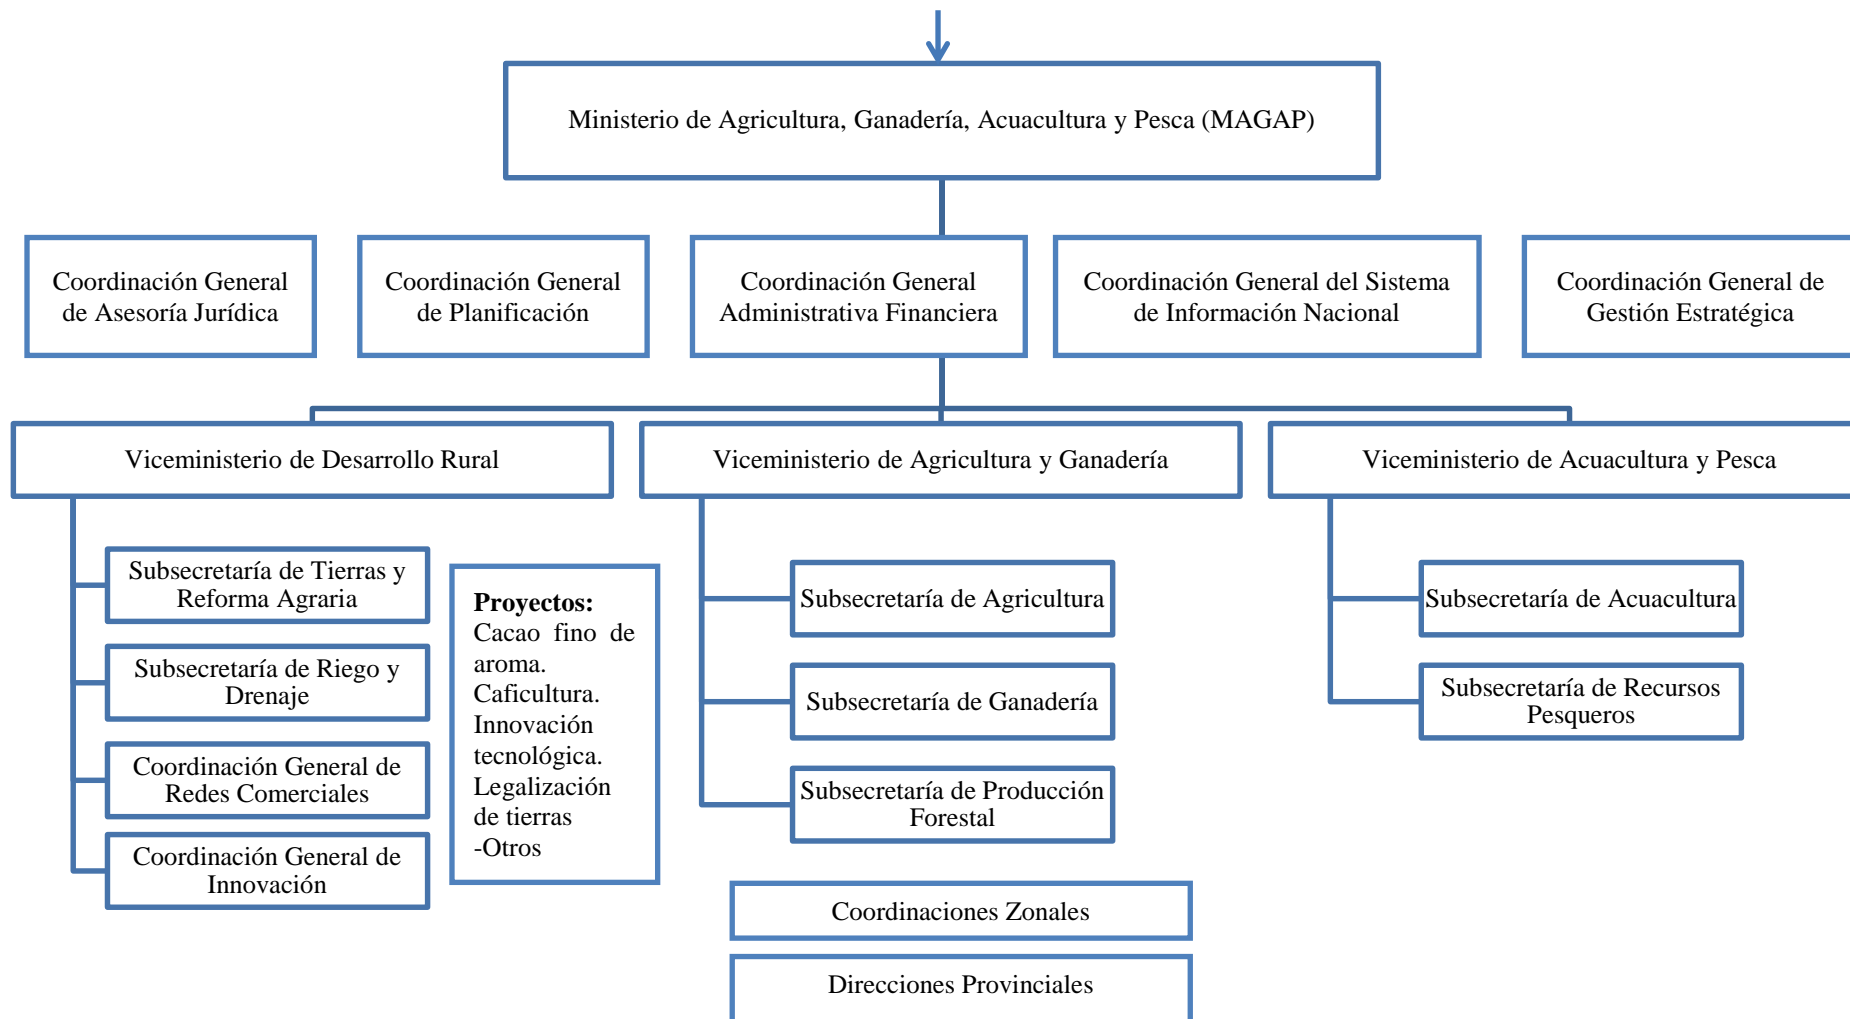 Ministerio de Agricultura, Ganadería, Acuacultura y Pesca (MAGAP)
Coordinación General
de Asesoría Jurídica
Coordinación General
de Planificación
Coordinación General
Administrativa Financiera
Coordinación General del Sistema
de Información Nacional
Coordinación General de
Gestión Estratégica
Viceministerio de Desarrollo Rural
Viceministerio de Agricultura y Ganadería
Viceministerio de Acuacultura y Pesca
Subsecretaría de Tierras y
Reforma Agraria
Subsecretaría de Riego y
Drenaje
Coordinación General de
Redes Comerciales
Coordinación General de
Innovación
Proyectos:
Cacao fino de
aroma.
Caficultura.
Innovación
tecnológica.
Legalización
de tierras
-Otros
Subsecretaría de Agricultura
Subsecretaría de Ganadería
Subsecretaría de Producción
Forestal
Subsecretaría de Acuacultura
Subsecretaría de Recursos
Pesqueros
Coordinaciones Zonales
Direcciones Provinciales